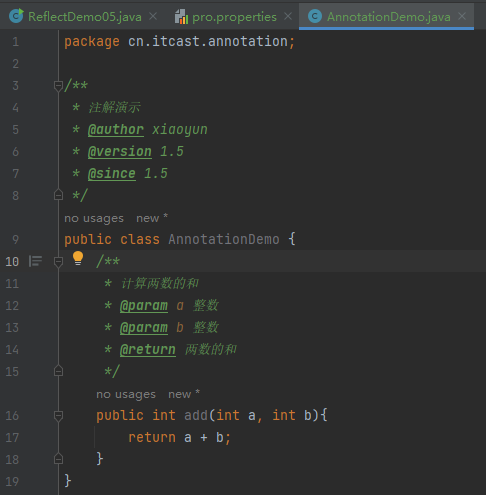 ReflectDemo05.java × pro.properties × AnnotationDemo.java ×
1 package cn.itcast.annotation;
2
3 /**
4 * 注解演示
5 * @author xiaoyun
6 * @version 1.5
7 * @since 1.5
8 */
no usages new *
9 public class AnnotationDemo {
10 /**
11 * 计算两数的和
12 * @param a 整数
13 * @param b 整数
14 * @return 两数的和
15 */
no usages new *
16 public int add(int a, int b){
17 return a + b;
18 }
19 }